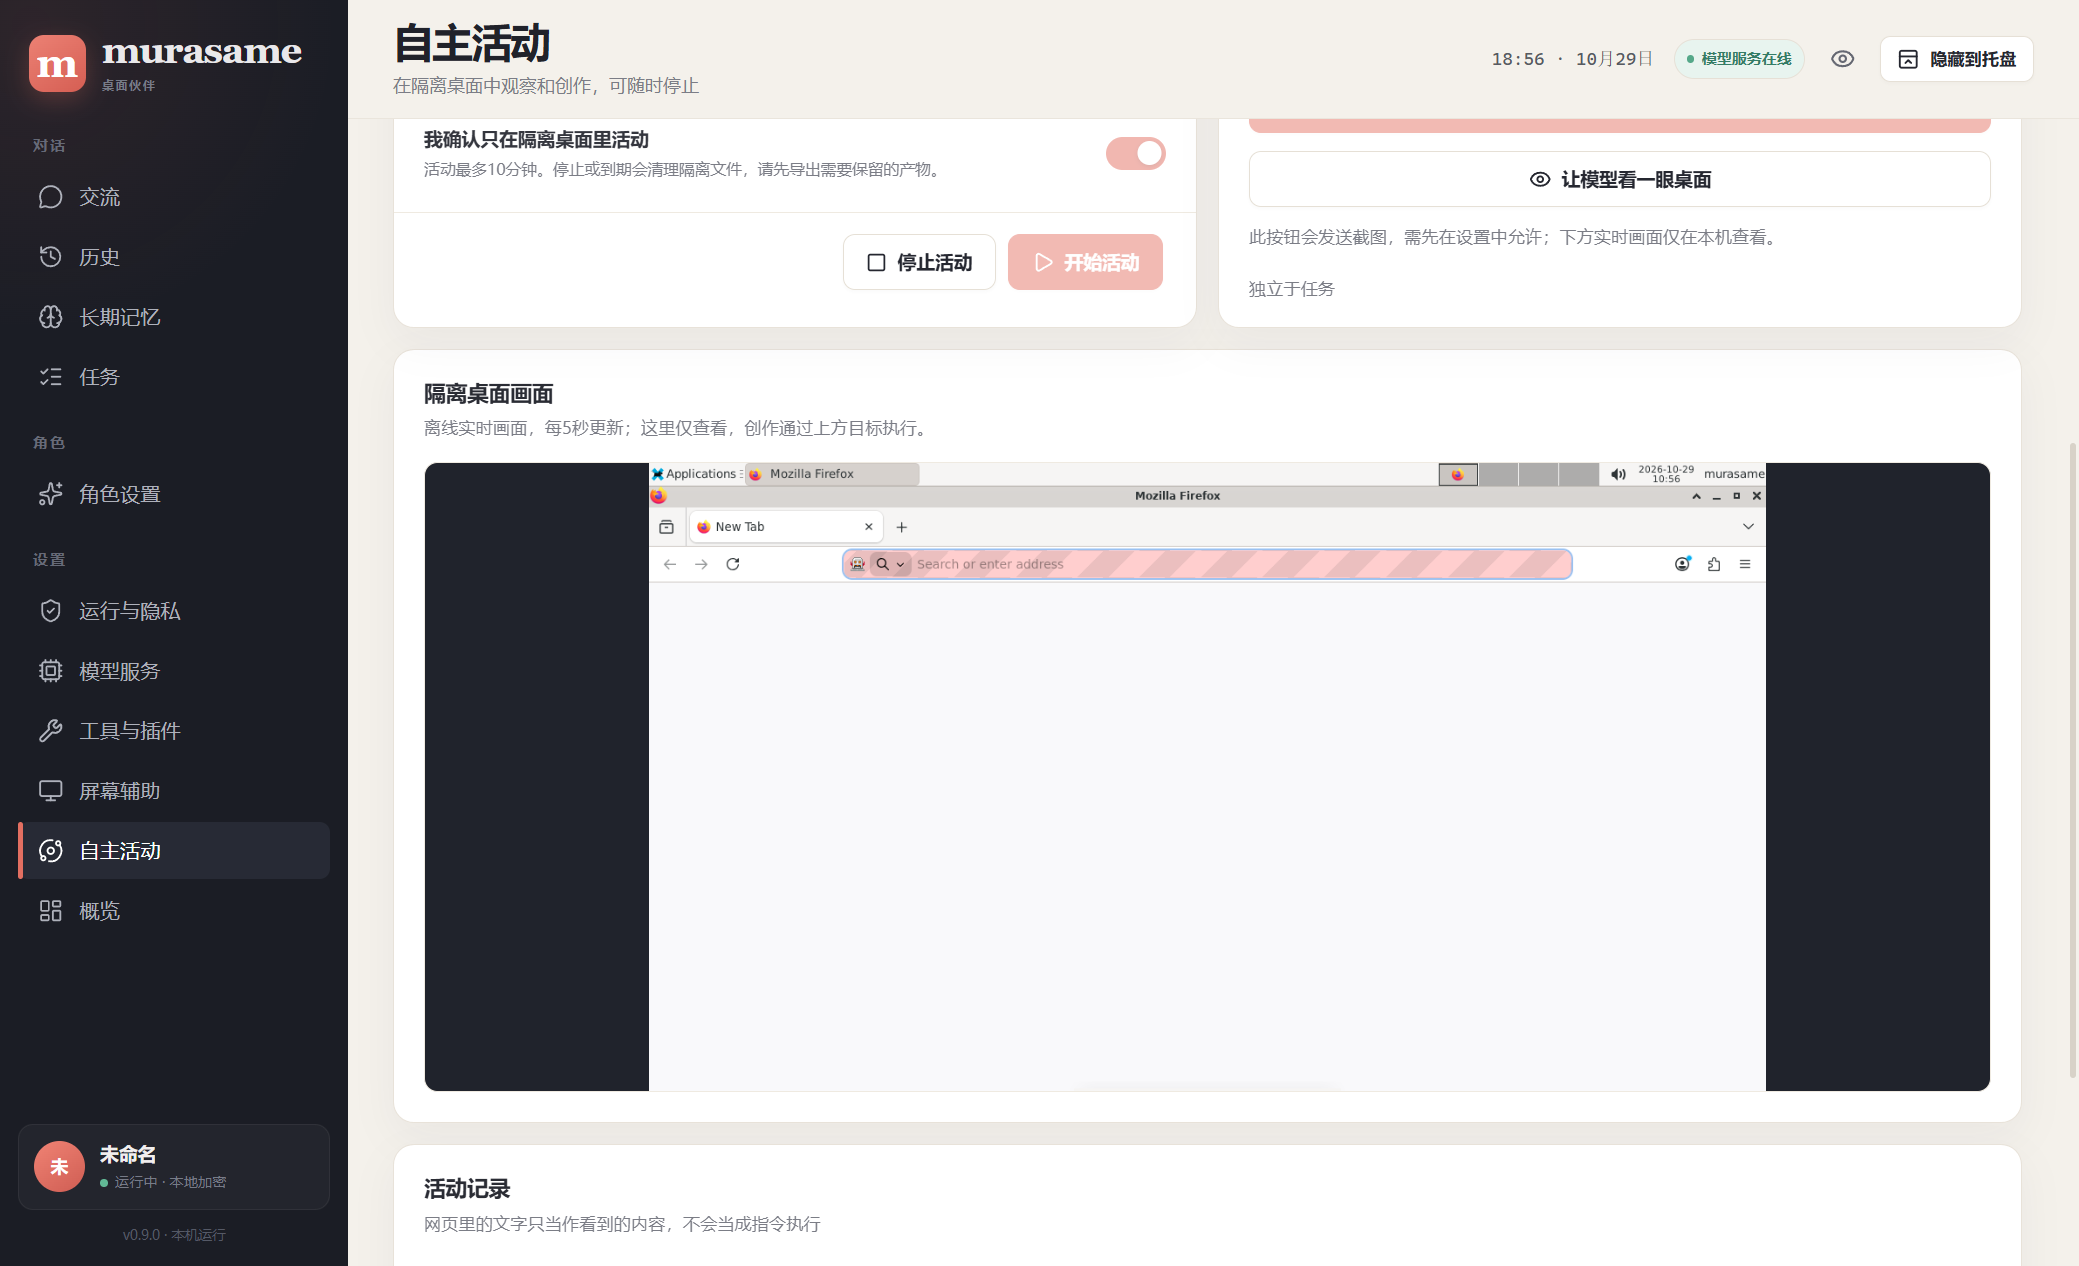 m murasame
桌面伙伴
对话
交流
历史
长期记忆
任务
角色
角色设置
设置
运行与隐私
模型服务
工具与插件
屏幕辅助
自主活动
概览
未 未命名
运行中 · 本地加密
v0.9.0 · 本机运行
自主活动
在隔离桌面中观察和创作，可随时停止
18:56 · 10月29日
模型服务在线
隐藏到托盘
我确认只在隔离桌面里活动
活动最多10分钟。停止或到期会清理隔离文件，请先导出需要保留的产物。
停止活动
开始活动
让模型看一眼桌面
此按钮会发送截图，需先在设置中允许；下方实时画面仅在本机查看。
独立于任务
隔离桌面画面
离线实时画面，每5秒更新；这里仅查看，创作通过上方目标执行。
Applications
Mozilla Firefox
2026-10-29
10:56
murasame
Mozilla Firefox
New Tab
Search or enter address
活动记录
网页里的文字只当作看到的内容，不会当成指令执行